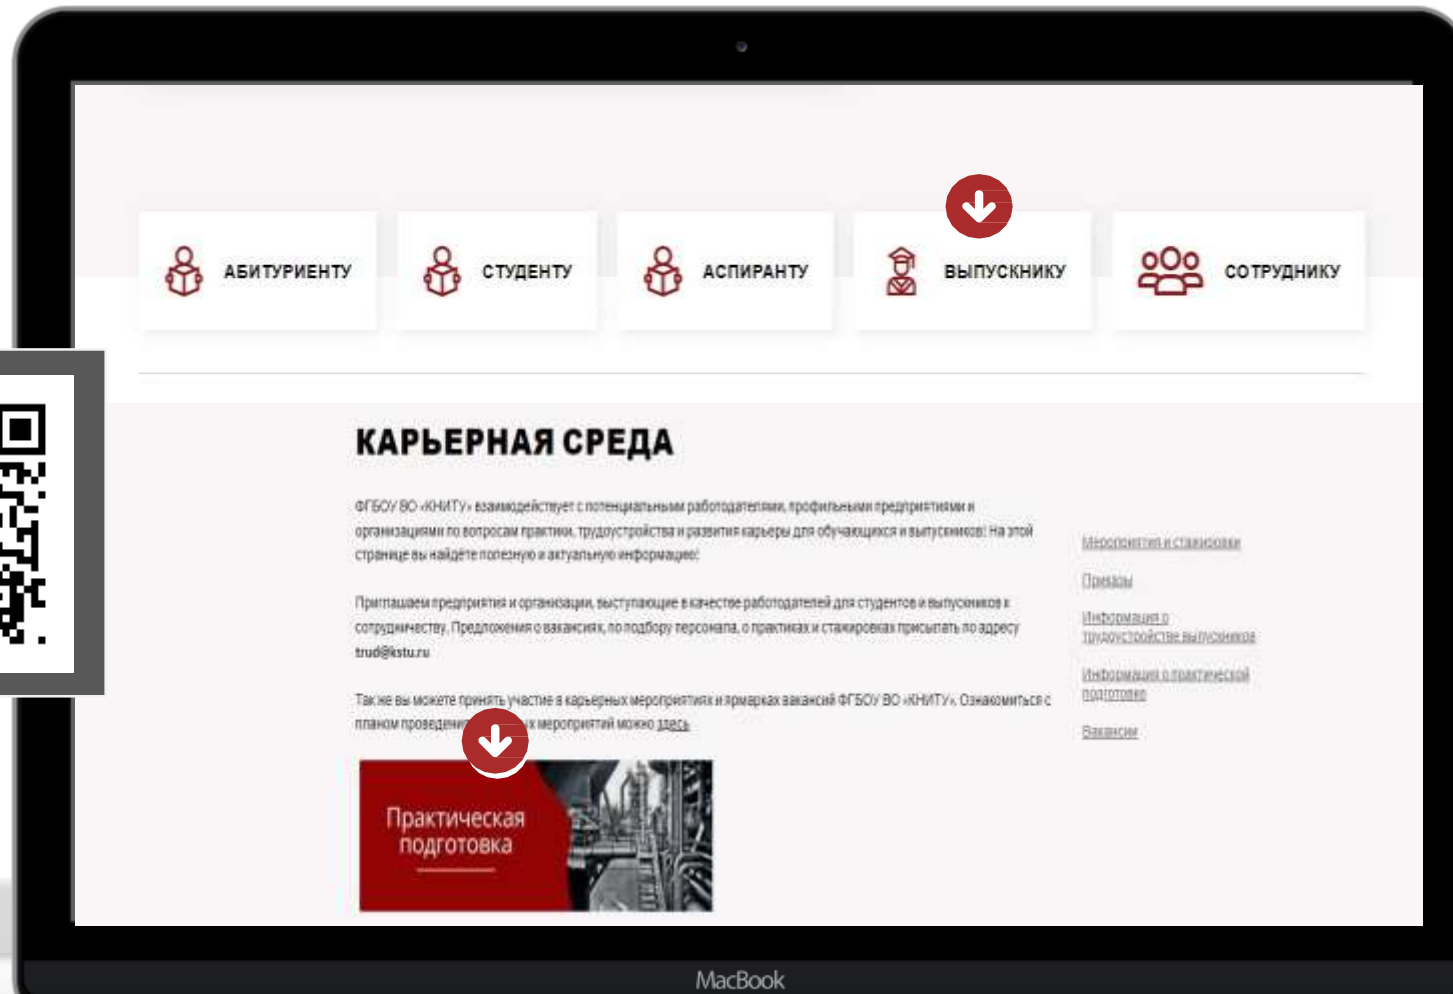 АБИТУРИЕНТУ
СТУДЕНТУ
АСПИРАНТУ
ВЫПУСКНИКУ
СОТРУДНИКУ
КАРЬЕРНАЯ СРЕДА
ФГБОУ ВО «КНИТУ» взаимодействует с потенциальными работодателями, профильными предприятиями и
организациями по вопросам практики, трудоустройства и развития карьеры для обучающихся и выпускников! На этой
странице вы найдёте полезную и актуальную информацию!
Приглашаем предприятия и организации, выступающие в качестве работодателей для студентов и выпускников к
сотрудничеству. Предложения о вакансиях, по подбору персонала, о практиках и стажировках присылать по адресу
trud@kstu.ru
Так же вы можете принять участие в карьерных мероприятиях и ярмарках вакансий ФГБОУ ВО «КНИТУ». Ознакомиться с
планом проведения х мероприятий можно здесь
Мероприятия и стажировки
Приказы
Информация о
трудоустройстве выпускников
Информация о практической
подготовке
Вакансии
Практическая
подготовка
MacBook